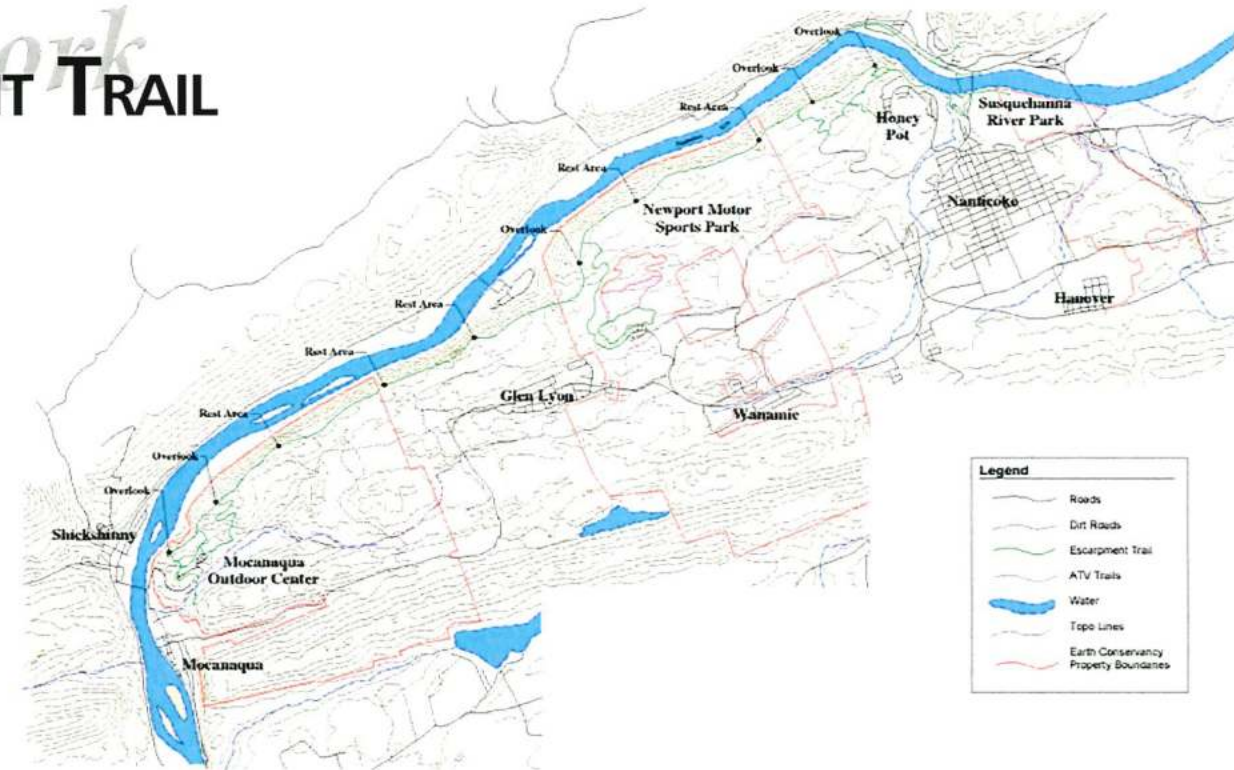 ork
T TRAIL
Overlook
Overlook
Rest Area
Honey
Pot
Susquehanna
River Park
Rest Area
Nanticoke
Newport Motor
Sports Park
Overlook
Hanover
Rest Area
Rest Area
Glen Lyon
Wanamie
Rest Area
Overlook
Overlook
Shickshinny
Mocanaqua
Outdoor Center
Mocanaqua
Legend
Roads
Dirt Roads
Escarpment Trail
ATV Trails
Water
Topo Lines
Earth Conservancy
Property Boundaries